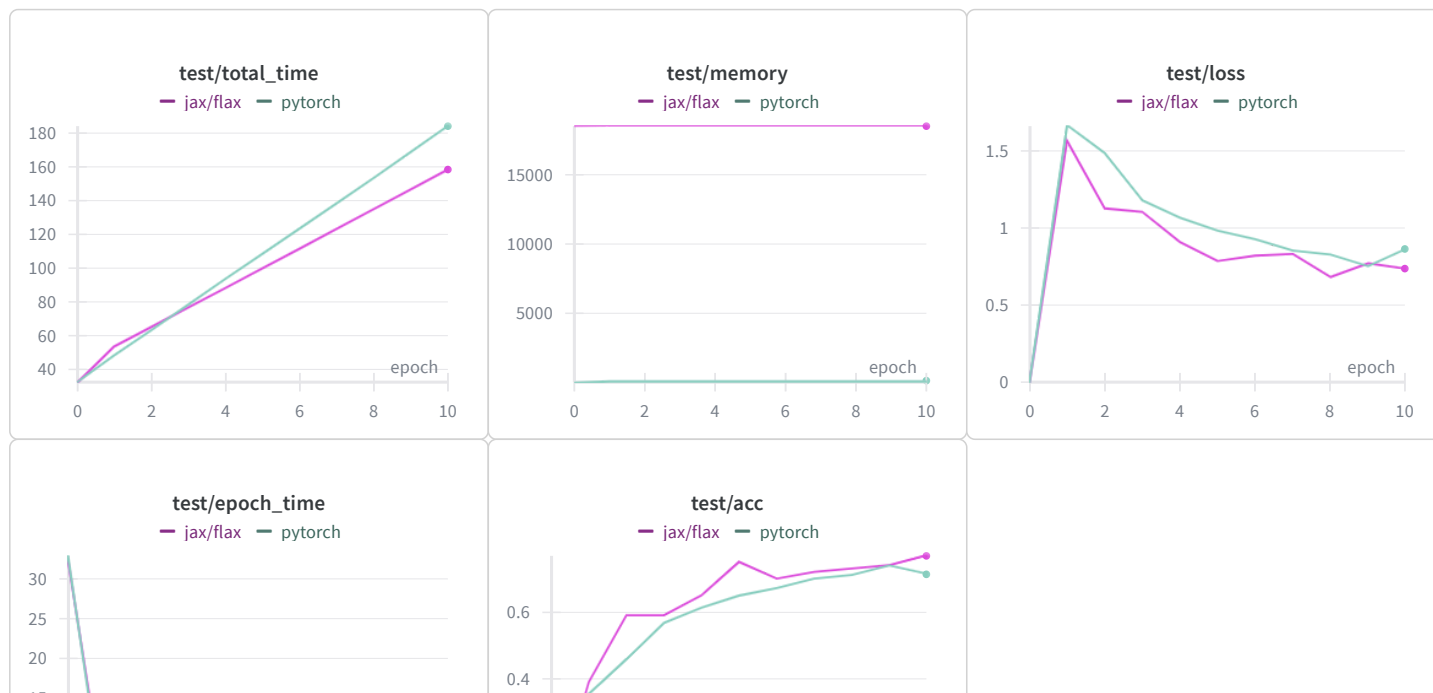 test/total_time
jax/flax pytorch
180
160
140
120
100
80
60
40
epoch
0 2 4 6 8 10
test/memory
jax/flax pytorch
15000
10000
5000
epoch
0 2 4 6 8 10
test/loss
jax/flax pytorch
1.5
1
0.5
0
epoch
0 2 4 6 8 10
test/epoch_time
jax/flax pytorch
30
25
20
test/acc
jax/flax pytorch
0.6
0.4